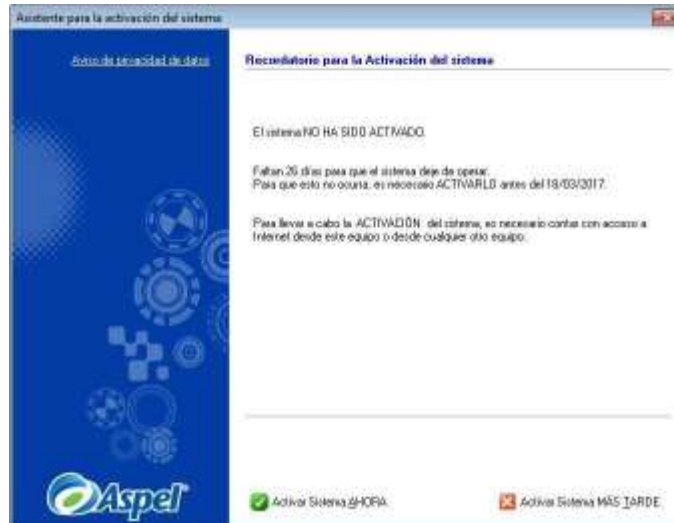 Asistente para la activación del sistema
Aviso de privacidad de datos
Recordatorio para la Activación del sistema
El sistema NO HA SIDO ACTIVADO.
Faltan 26 días para que el sistema deje de operar.
Para que esto no ocurra, es necesario ACTIVARLO antes del 18/03/2017.
Para llevar a cabo la ACTIVACIÓN del sistema, es necesario contar con acceso a
Internet desde este equipo o desde cualquier otro equipo.
Aspel
Activar Sistema AHORA
Activar Sistema MÁS TARDE